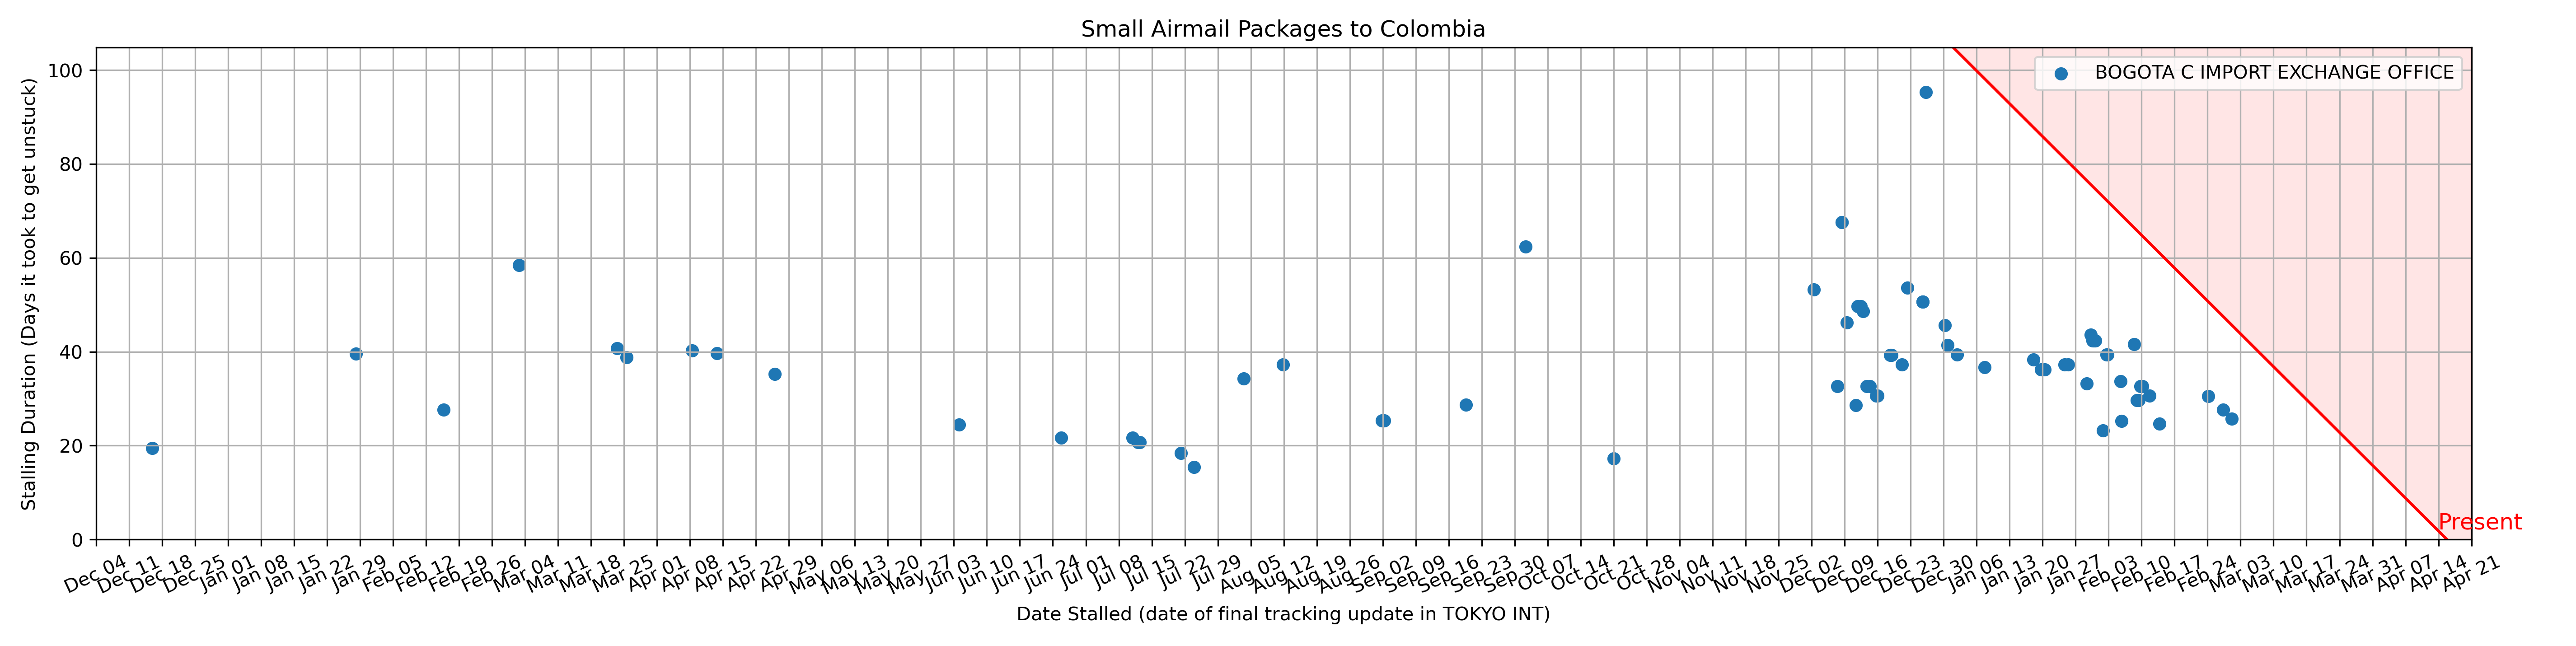 Small Airmail Packages to Colombia
BOGOTA C IMPORT EXCHANGE OFFICE
Stalling Duration (Days it took to get unstuck)
100
80
60
40
20
0
Present
Dec 04
Dec 11
Dec 18
Dec 25
Jan 01
Jan 08
Jan 15
Jan 22
Jan 29
Feb 05
Feb 12
Feb 19
Feb 26
Mar 04
Mar 11
Mar 18
Mar 25
Apr 01
Apr 08
Apr 15
Apr 22
Apr 29
May 06
May 13
May 20
May 27
Jun 03
Jun 10
Jun 17
Jun 24
Jul 01
Jul 08
Jul 15
Jul 22
Jul 29
Aug 05
Aug 12
Aug 19
Aug 26
Sep 02
Sep 09
Sep 16
Sep 23
Sep 30
Oct 07
Oct 14
Oct 21
Oct 28
Nov 04
Nov 11
Nov 18
Nov 25
Dec 02
Dec 09
Dec 16
Dec 23
Dec 30
Jan 06
Jan 13
Jan 20
Jan 27
Feb 03
Feb 10
Feb 17
Feb 24
Mar 03
Mar 10
Mar 17
Mar 24
Mar 31
Apr 07
Apr 14
Apr 21
Date Stalled (date of final tracking update in TOKYO INT)